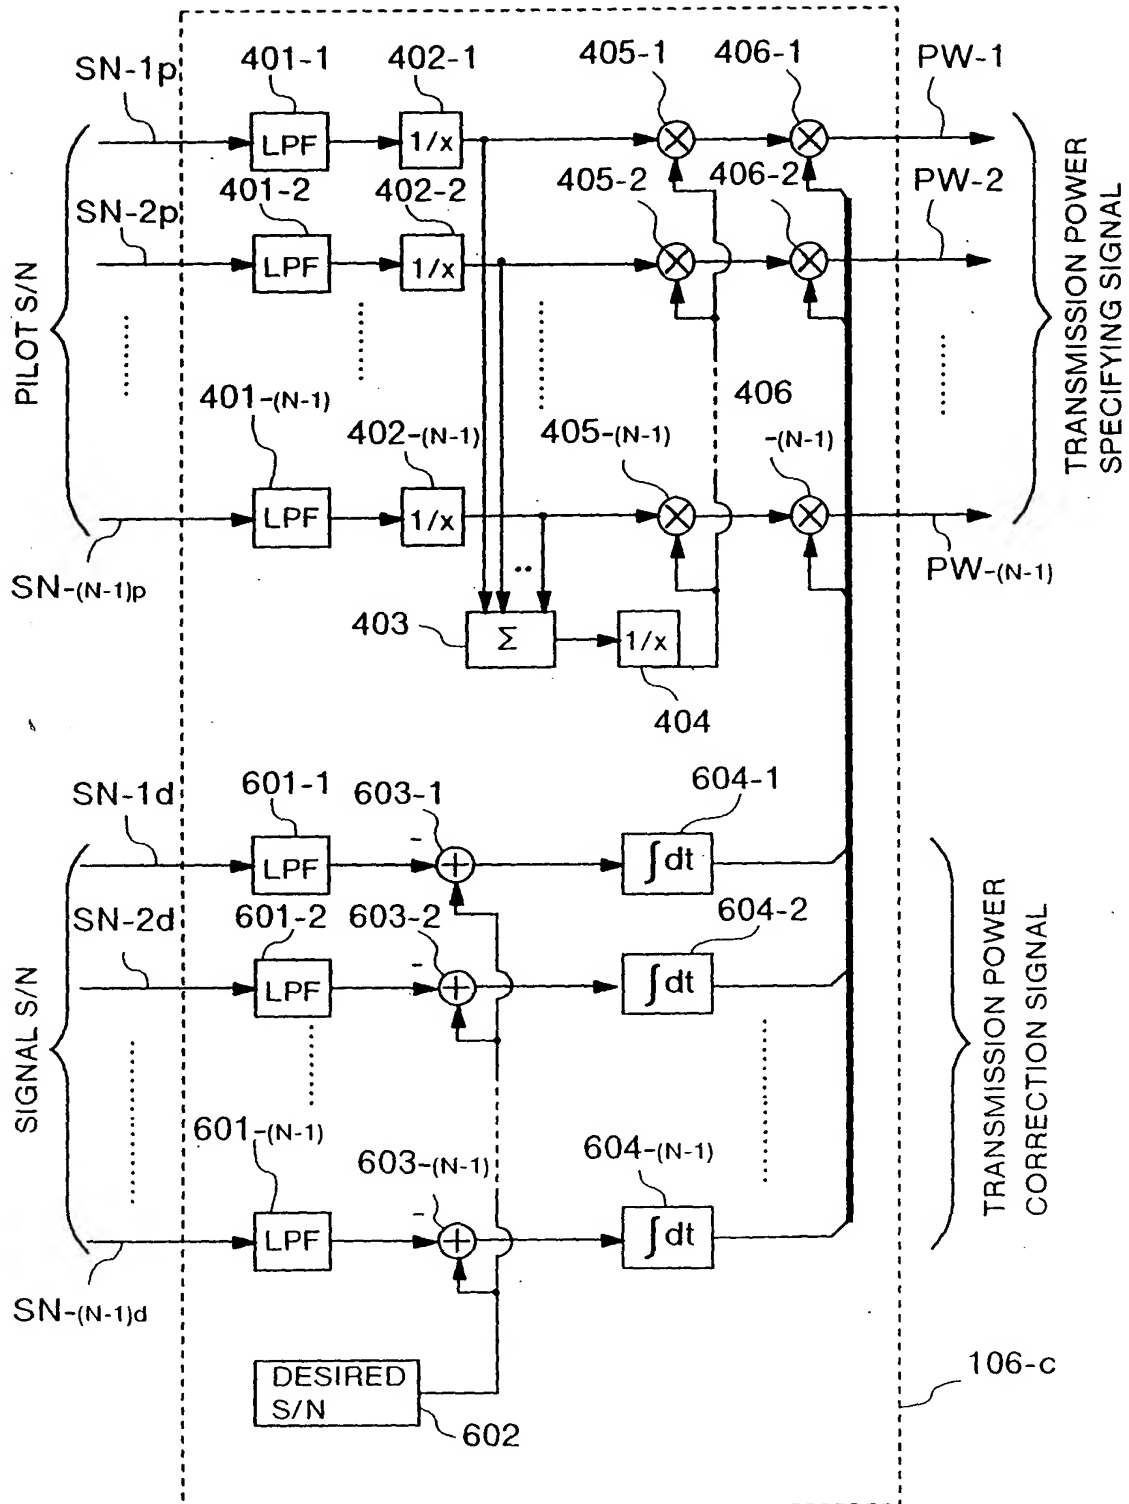 SN-1p
401-1
402-1
405-1
406-1
PW-1
LPF
1/x
SN-2p
401-2
402-2
405-2
406-2
PW-2
LPF
1/x
PILOT S/N
TRANSMISSION POWER
SPECIFYING SIGNAL
401-(N-1)
402-(N-1)
405-(N-1)
406
-(N-1)
LPF
1/x
SN-(N-1)p
PW-(N-1)
403
Σ
1/x
404
SN-1d
601-1
603-1
604-1
LPF
-
∫dt
SN-2d
601-2
603-2
604-2
LPF
-
∫dt
SIGNAL S/N
TRANSMISSION POWER
CORRECTION SIGNAL
601-(N-1)
603-(N-1)
604-(N-1)
LPF
-
∫dt
SN-(N-1)d
DESIRED
S/N
602
106-c